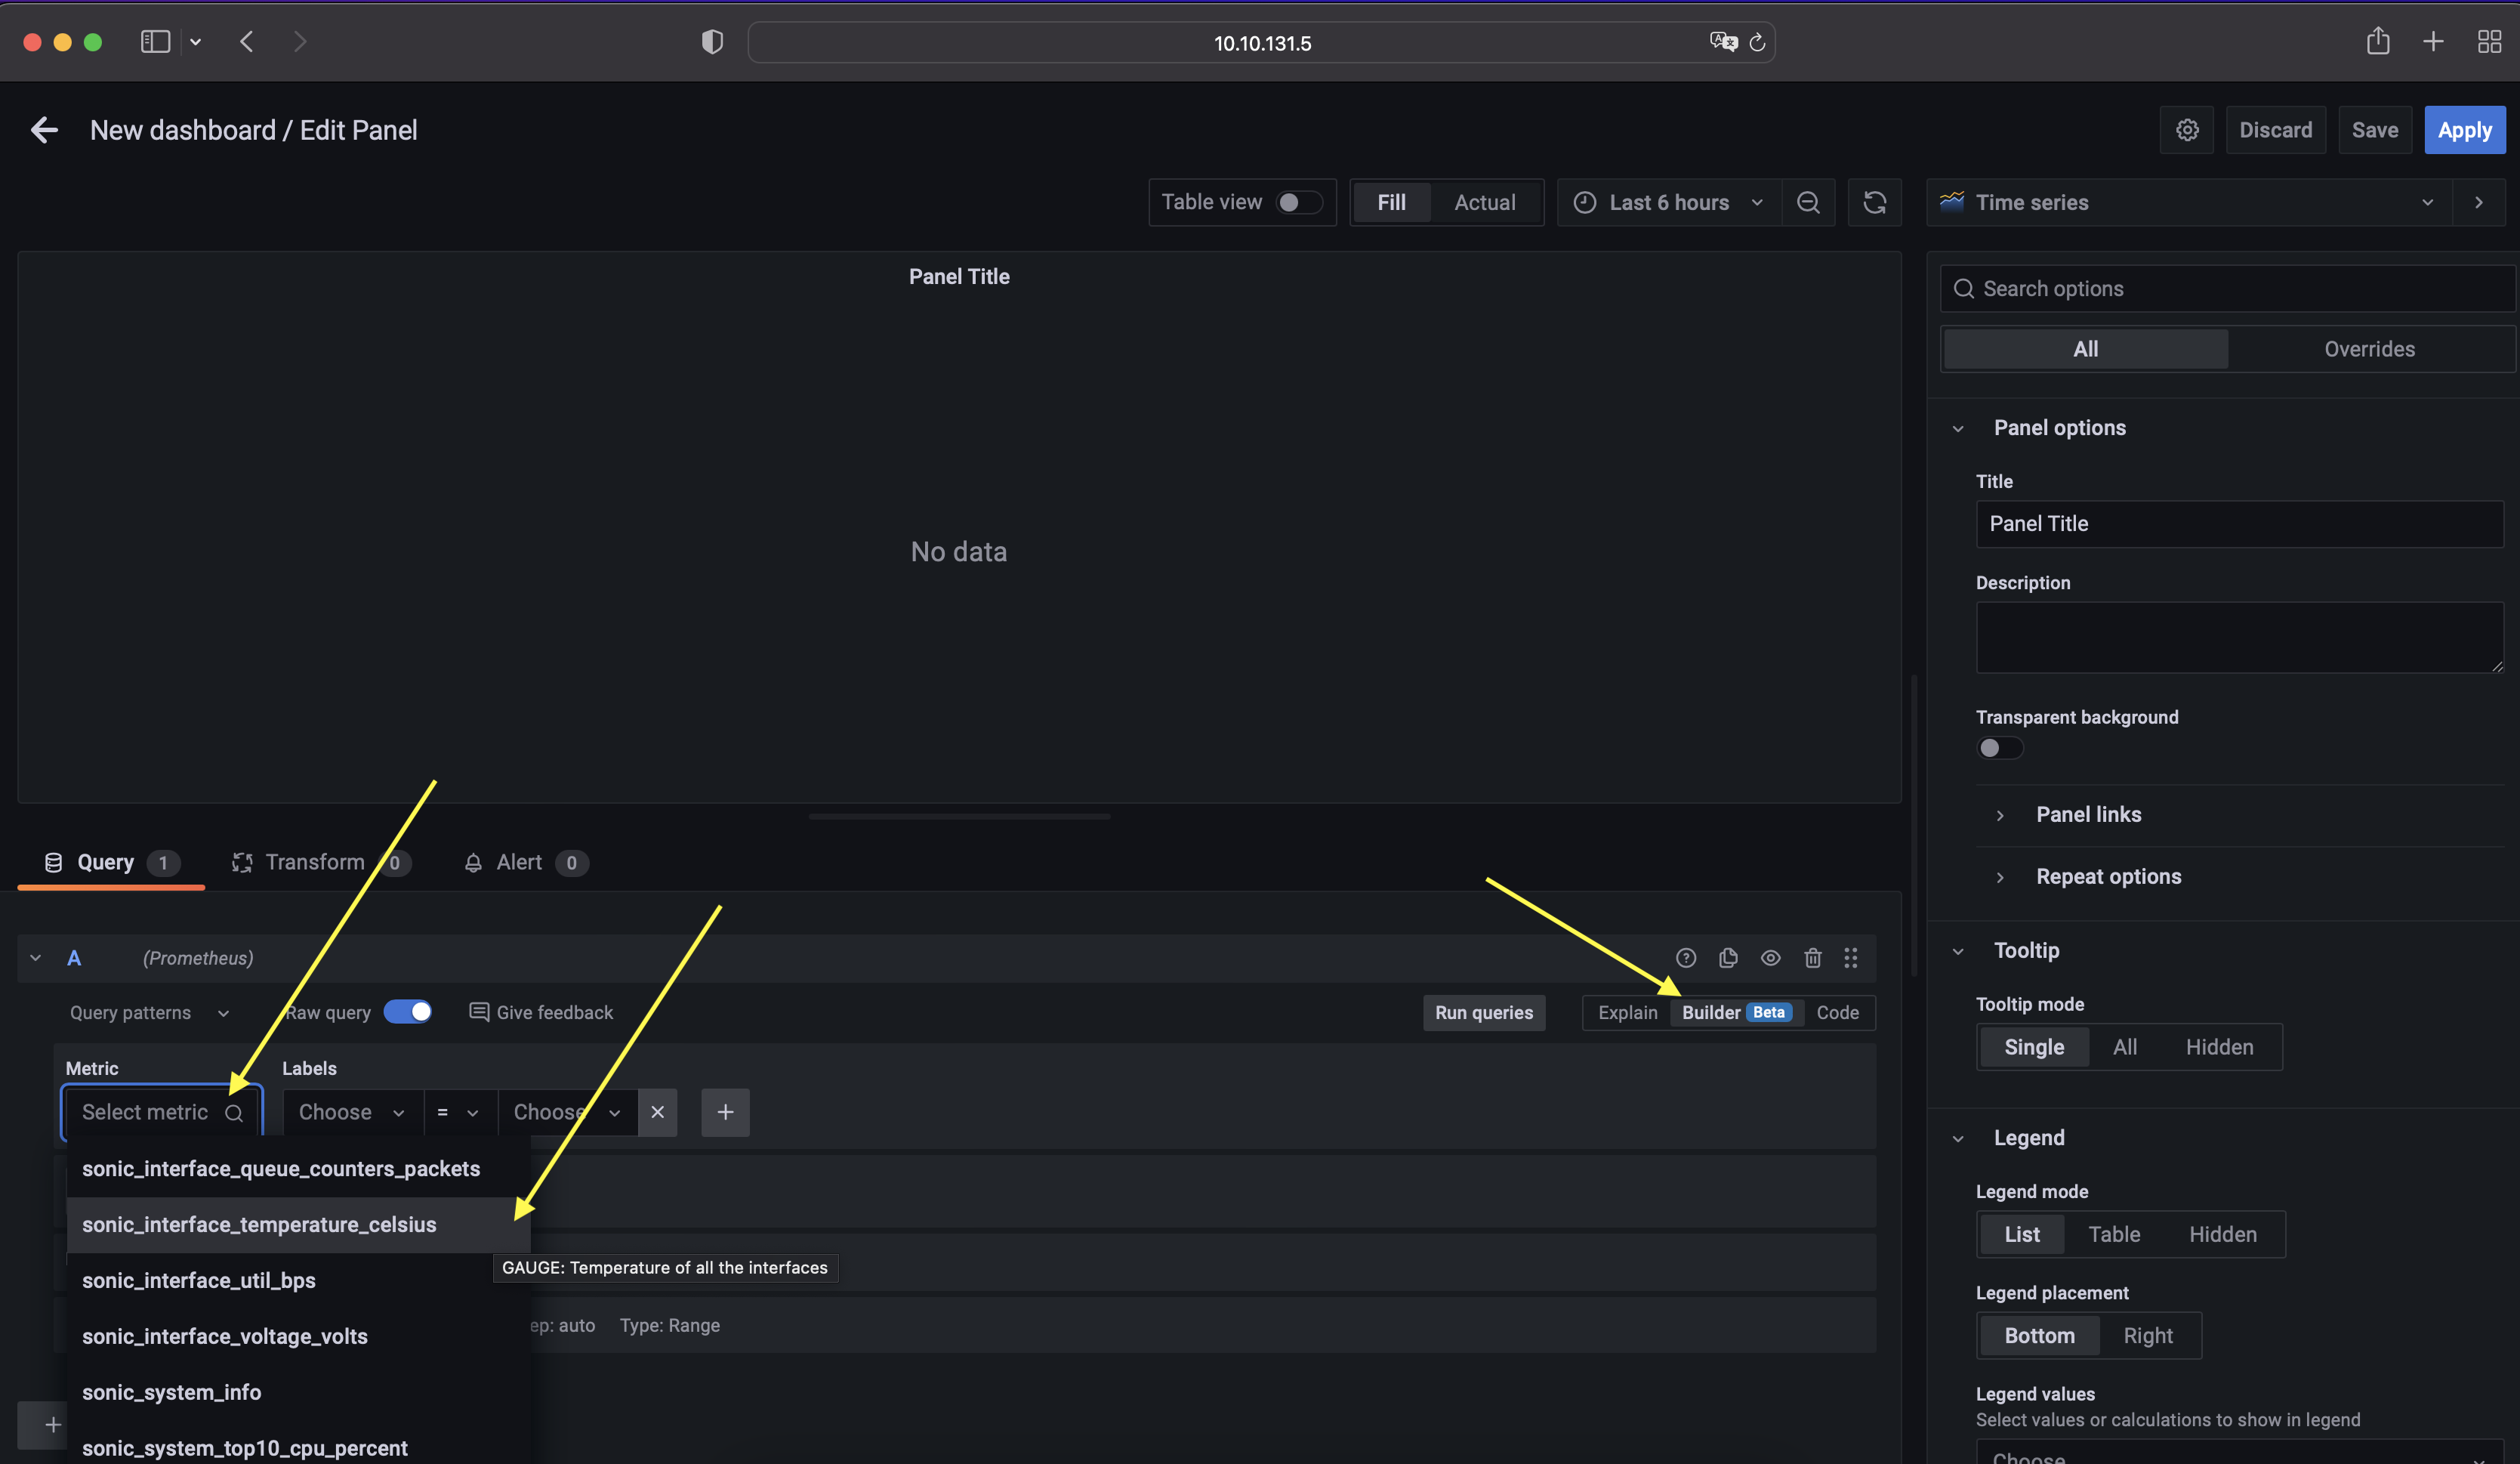 10.10.131.5
New dashboard / Edit Panel
Discard
Save
Apply
Table view
Fill
Actual
Last 6 hours
Time series
Panel Title
Search options
All
Overrides
No data
Panel options
Title
Panel Title
Description
Transparent background
Panel links
Repeat options
Query 1
Transform 0
Alert 0
A
(Prometheus)
Query patterns
Raw query
Give feedback
Run queries
Explain
Builder Beta
Code
Metric
Labels
Select metric
Choose
=
Choose
sonic_interface_queue_counters_packets
sonic_interface_temperature_celsius
GAUGE: Temperature of all the interfaces
sonic_interface_util_bps
sonic_interface_voltage_volts
ep: auto
Type: Range
sonic_system_info
sonic_system_top10_cpu_percent
Tooltip
Tooltip mode
Single
All
Hidden
Legend
Legend mode
List
Table
Hidden
Legend placement
Bottom
Right
Legend values
Select values or calculations to show in legend
Choose